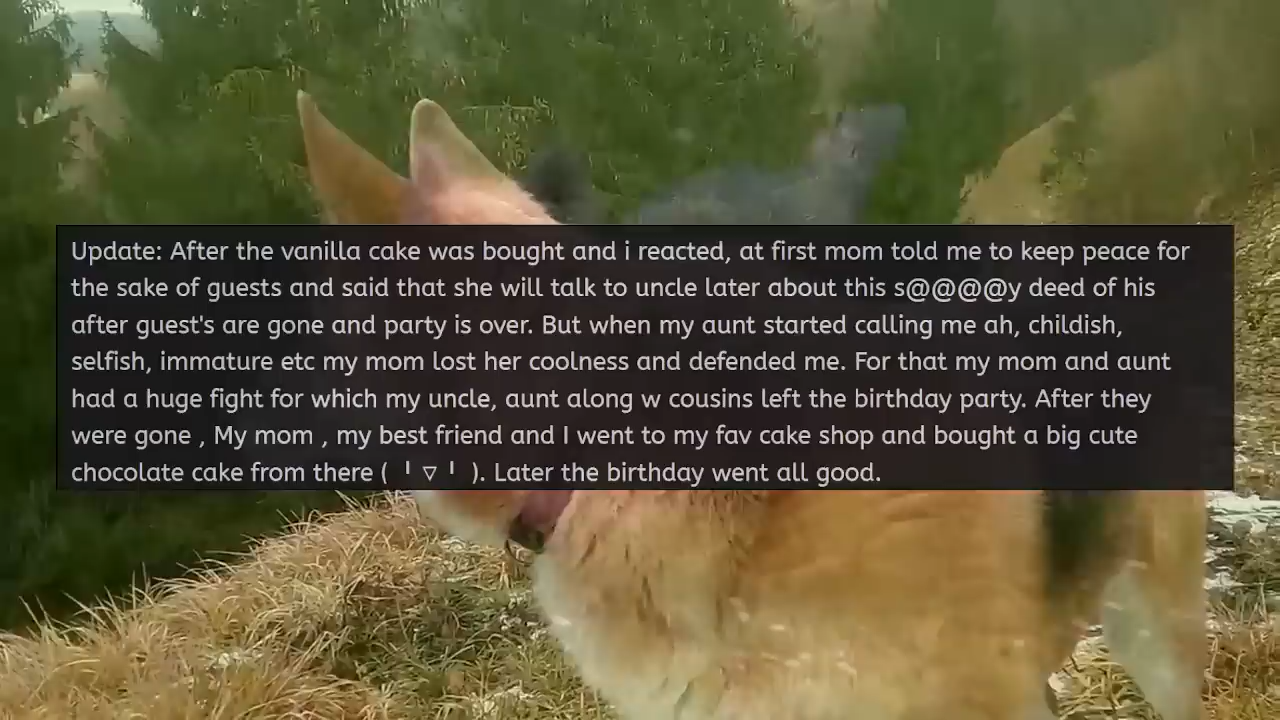 Update: After the vanilla cake was bought and i reacted, at first mom told me to keep peace for
the sake of guests and said that she will talk to uncle later about this s@@@@y deed of his
after guest's are gone and party is over. But when my aunt started calling me ah, childish,
selfish, immature etc my mom lost her coolness and defended me. For that my mom and aunt
had a huge fight for which my uncle, aunt along w cousins left the birthday party. After they
were gone , My mom , my best friend and I went to my fav cake shop and bought a big cute
chocolate cake from there ( ╹▽╹ ). Later the birthday went all good.